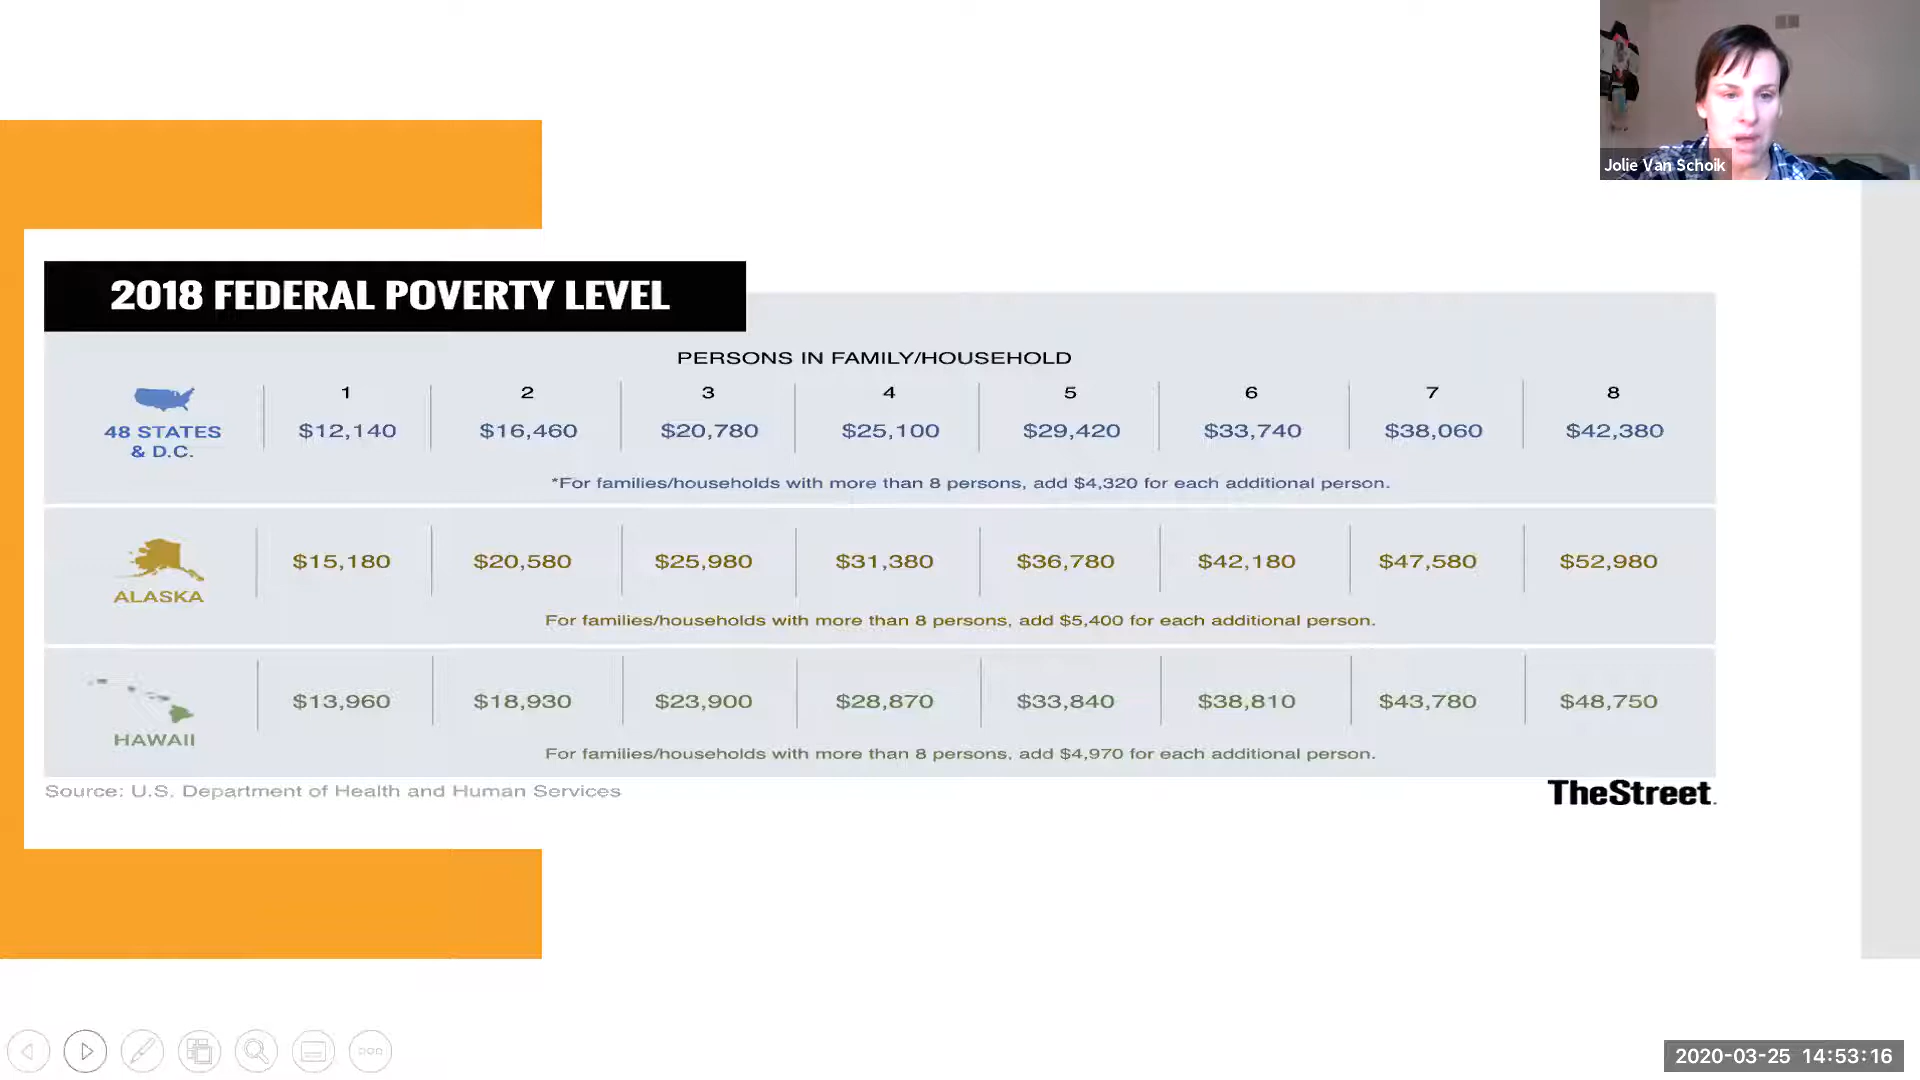 Jolie Van Schoik
2018 FEDERAL POVERTY LEVEL
PERSONS IN FAMILY/HOUSEHOLD
1 2 3 4 5 6 7 8
48 STATES & D.C. $12,140 $16,460 $20,780 $25,100 $29,420 $33,740 $38,060 $42,380
*For families/households with more than 8 persons, add $4,320 for each additional person.
ALASKA $15,180 $20,580 $25,980 $31,380 $36,780 $42,180 $47,580 $52,980
For families/households with more than 8 persons, add $5,400 for each additional person.
HAWAII $13,960 $18,930 $23,900 $28,870 $33,840 $38,810 $43,780 $48,750
For families/households with more than 8 persons, add $4,970 for each additional person.
Source: U.S. Department of Health and Human Services
TheStreet.
2020-03-25 14:53:16